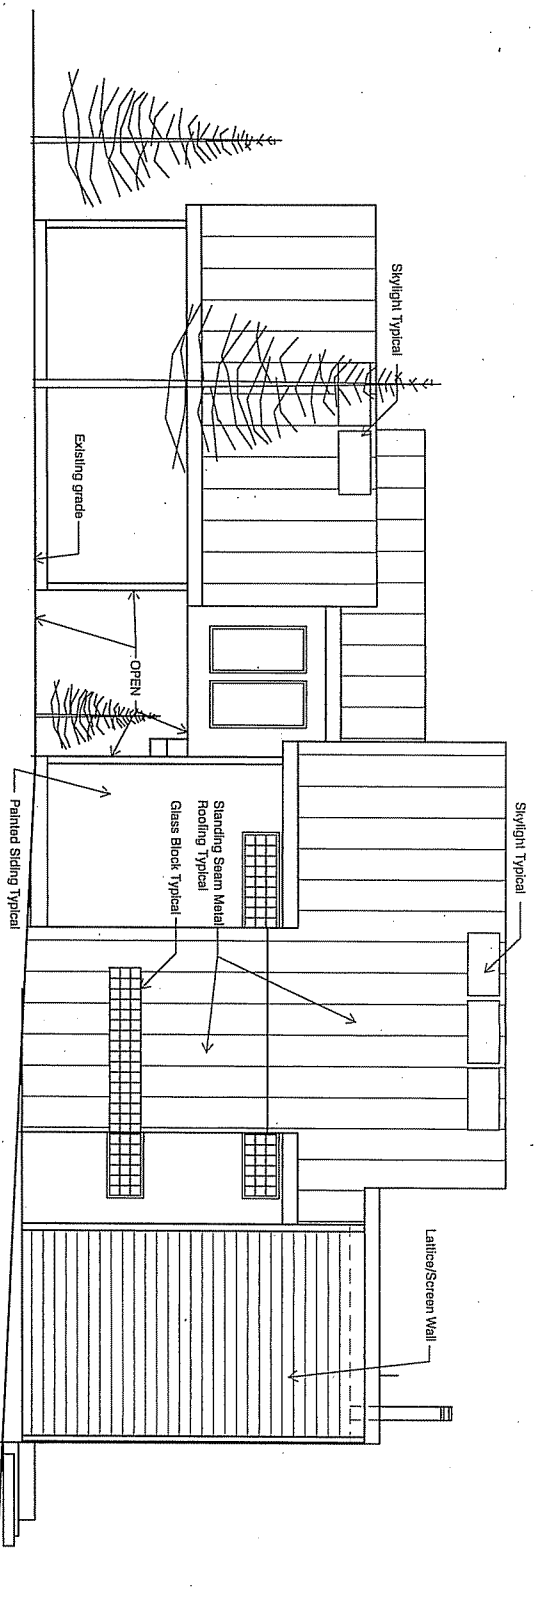 Skylight Typical
Existing grade
OPEN
Skylight Typical
Standing Seam Metal
Roofing Typical
Glass Block Typical
Painted Siding Typical
Lattice/Screen Wall